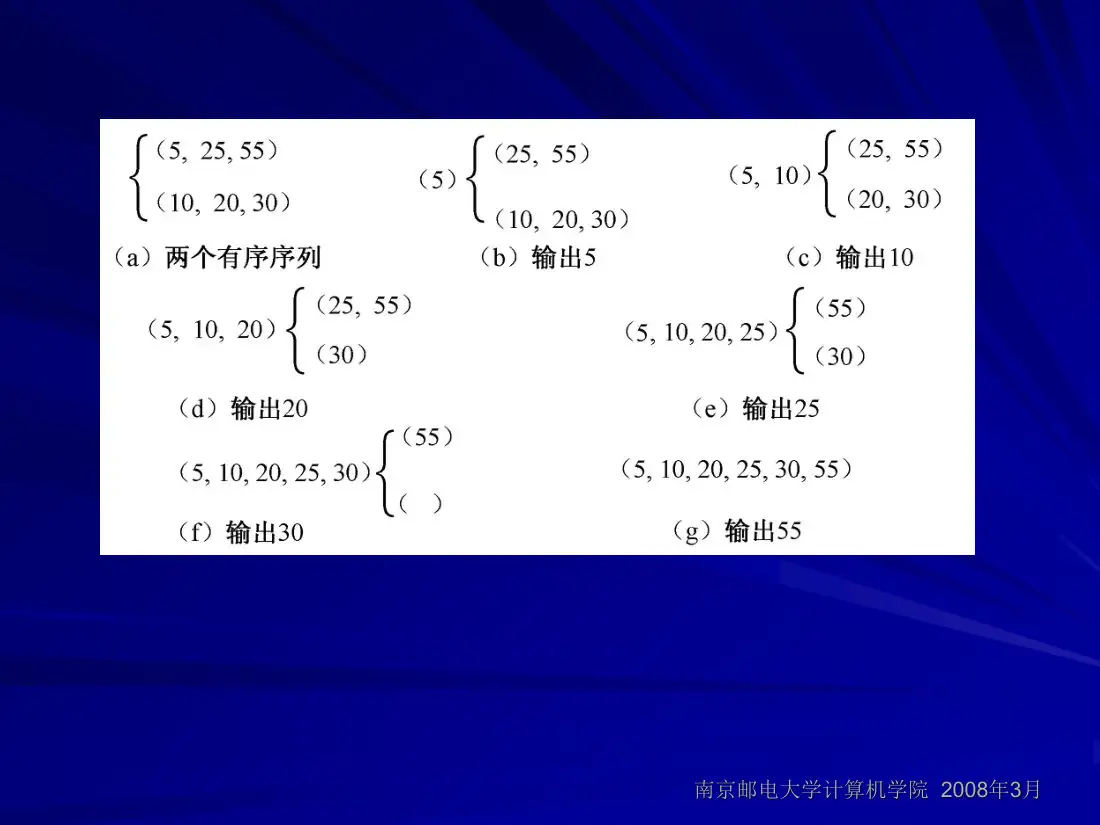 (5, 25, 55)
(10, 20, 30)
(a) 两个有序序列
(5)
(25, 55)
(10, 20, 30)
(b) 输出5
(5, 10)
(25, 55)
(20, 30)
(c) 输出10
(5, 10, 20)
(25, 55)
(30)
(d) 输出20
(5, 10, 20, 25)
(55)
(30)
(e) 输出25
(5, 10, 20, 25, 30)
(55)
( )
(f) 输出30
(5, 10, 20, 25, 30, 55)
(g) 输出55
南京邮电大学计算机学院 2008年3月